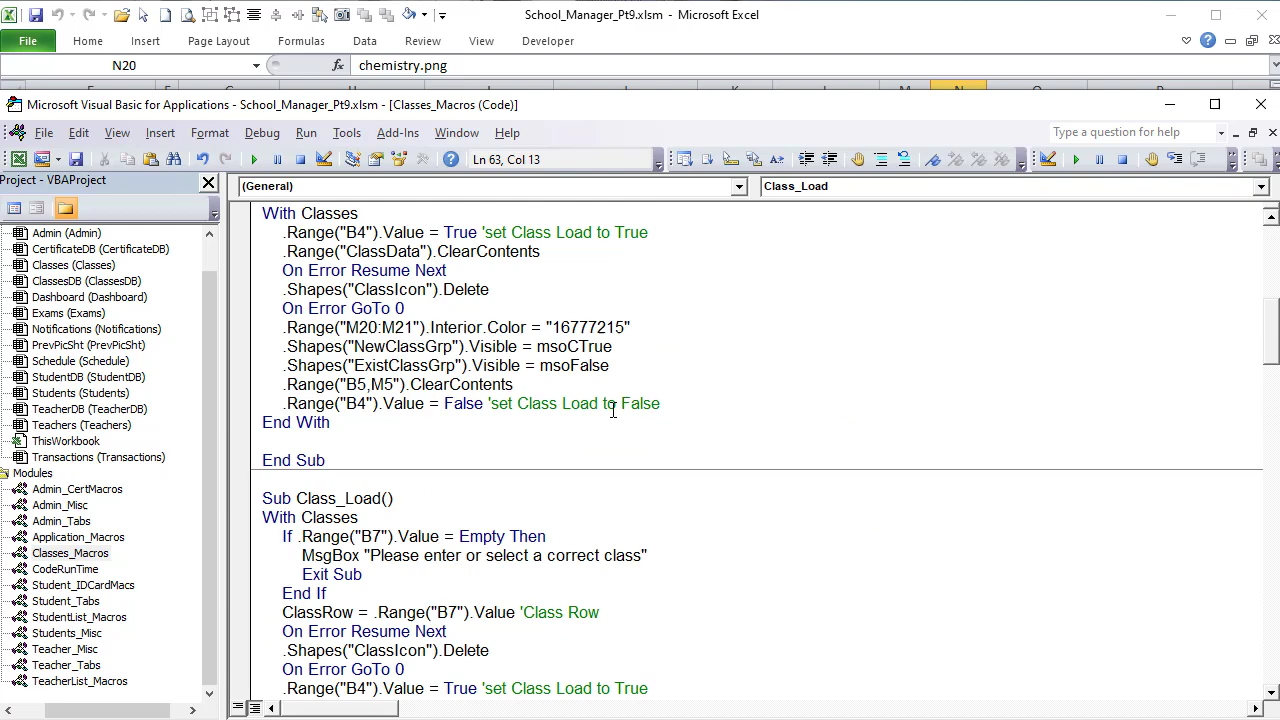 School_Manager_Pt9.xlsm - Microsoft Excel
File Home Insert Page Layout Formulas Data Review View Developer
N20 fx chemistry.png
Microsoft Visual Basic for Applications - School_Manager_Pt9.xlsm - [Classes_Macros (Code)]
File Edit View Insert Format Debug Run Tools Add-Ins Window Help Type a question for help
Ln 63, Col 13
Project - VBAProject
(General) Class_Load
Admin (Admin)
CertificateDB (CertificateDB)
Classes (Classes)
ClassesDB (ClassesDB)
Dashboard (Dashboard)
Exams (Exams)
Notifications (Notifications)
PrevPicSht (PrevPicSht)
Schedule (Schedule)
StudentDB (StudentDB)
Students (Students)
TeacherDB (TeacherDB)
Teachers (Teachers)
ThisWorkbook
Transactions (Transactions)
Modules
Admin_CertMacros
Admin_Misc
Admin_Tabs
Application_Macros
Classes_Macros
CodeRunTime
Student_IDCardMacs
Student_Tabs
StudentList_Macros
Students_Misc
Teacher_Misc
Teacher_Tabs
TeacherList_Macros
With Classes
.Range("B4").Value = True 'set Class Load to True
.Range("ClassData").ClearContents
On Error Resume Next
.Shapes("ClassIcon").Delete
On Error GoTo 0
.Range("M20:M21").Interior.Color = "16777215"
.Shapes("NewClassGrp").Visible = msoCTrue
.Shapes("ExistClassGrp").Visible = msoFalse
.Range("B5,M5").ClearContents
.Range("B4").Value = False 'set Class Load to False
End With
End Sub
Sub Class_Load()
With Classes
If .Range("B7").Value = Empty Then
MsgBox "Please enter or select a correct class"
Exit Sub
End If
ClassRow = .Range("B7").Value 'Class Row
On Error Resume Next
.Shapes("ClassIcon").Delete
On Error GoTo 0
.Range("B4").Value = True 'set Class Load to True